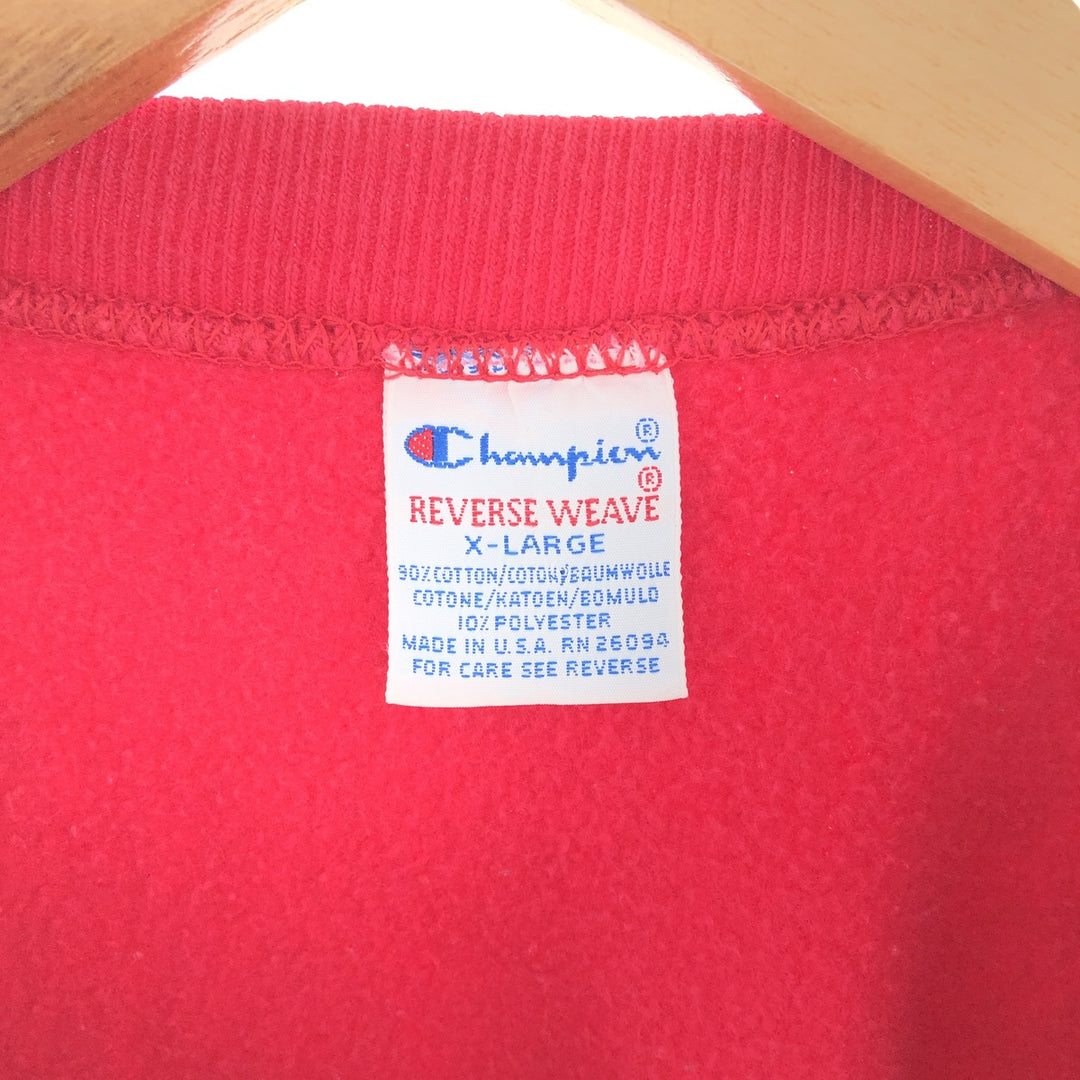 Champion®
REVERSE WEAVE®
X-LARGE
90% COTTON/COTON/BAUMWOLLE
COTONE/KATOEN/BOMULD
10% POLYESTER
MADE IN U.S.A. RN 26094
FOR CARE SEE REVERSE